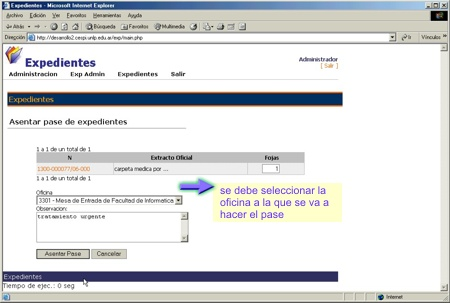 Expedientes - Microsoft Internet Explorer
Archivo Edición Ver Favoritos Herramientas Ayuda
Atrás Búsqueda Favoritos Multimedia
Dirección http://desarrollo2.cespi.unlp.edu.ar/exp/main.php Ir Vínculos »
Expedientes
Administrador
[ Salir ]
Administracion Exp Admin Expedientes Salir
Expedientes
Asentar pase de expedientes
1 a 1 de un total de 1
N Extracto Oficial Fojas
1300-000077/06-000 carpeta medica por ... 1
1 a 1 de un total de 1
Oficina
3301 - Mesa de Entrada de Facultad de Informatica
Observacion:
tratamiento urgente
se debe seleccionar la
oficina a la que se va a
hacer el pase
Asentar Pase Cancelar
Expedientes
Tiempo de ejec.: 0 seg
Internet